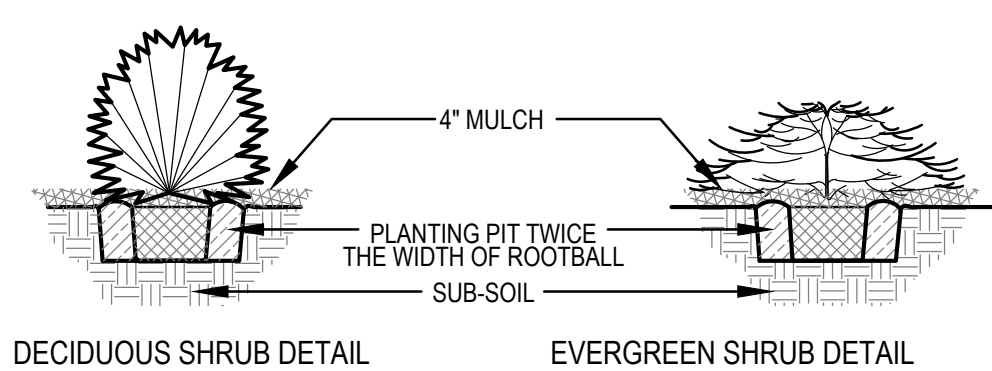 4" MULCH
PLANTING PIT TWICE
THE WIDTH OF ROOTBALL
SUB-SOIL
DECIDUOUS SHRUB DETAIL
EVERGREEN SHRUB DETAIL